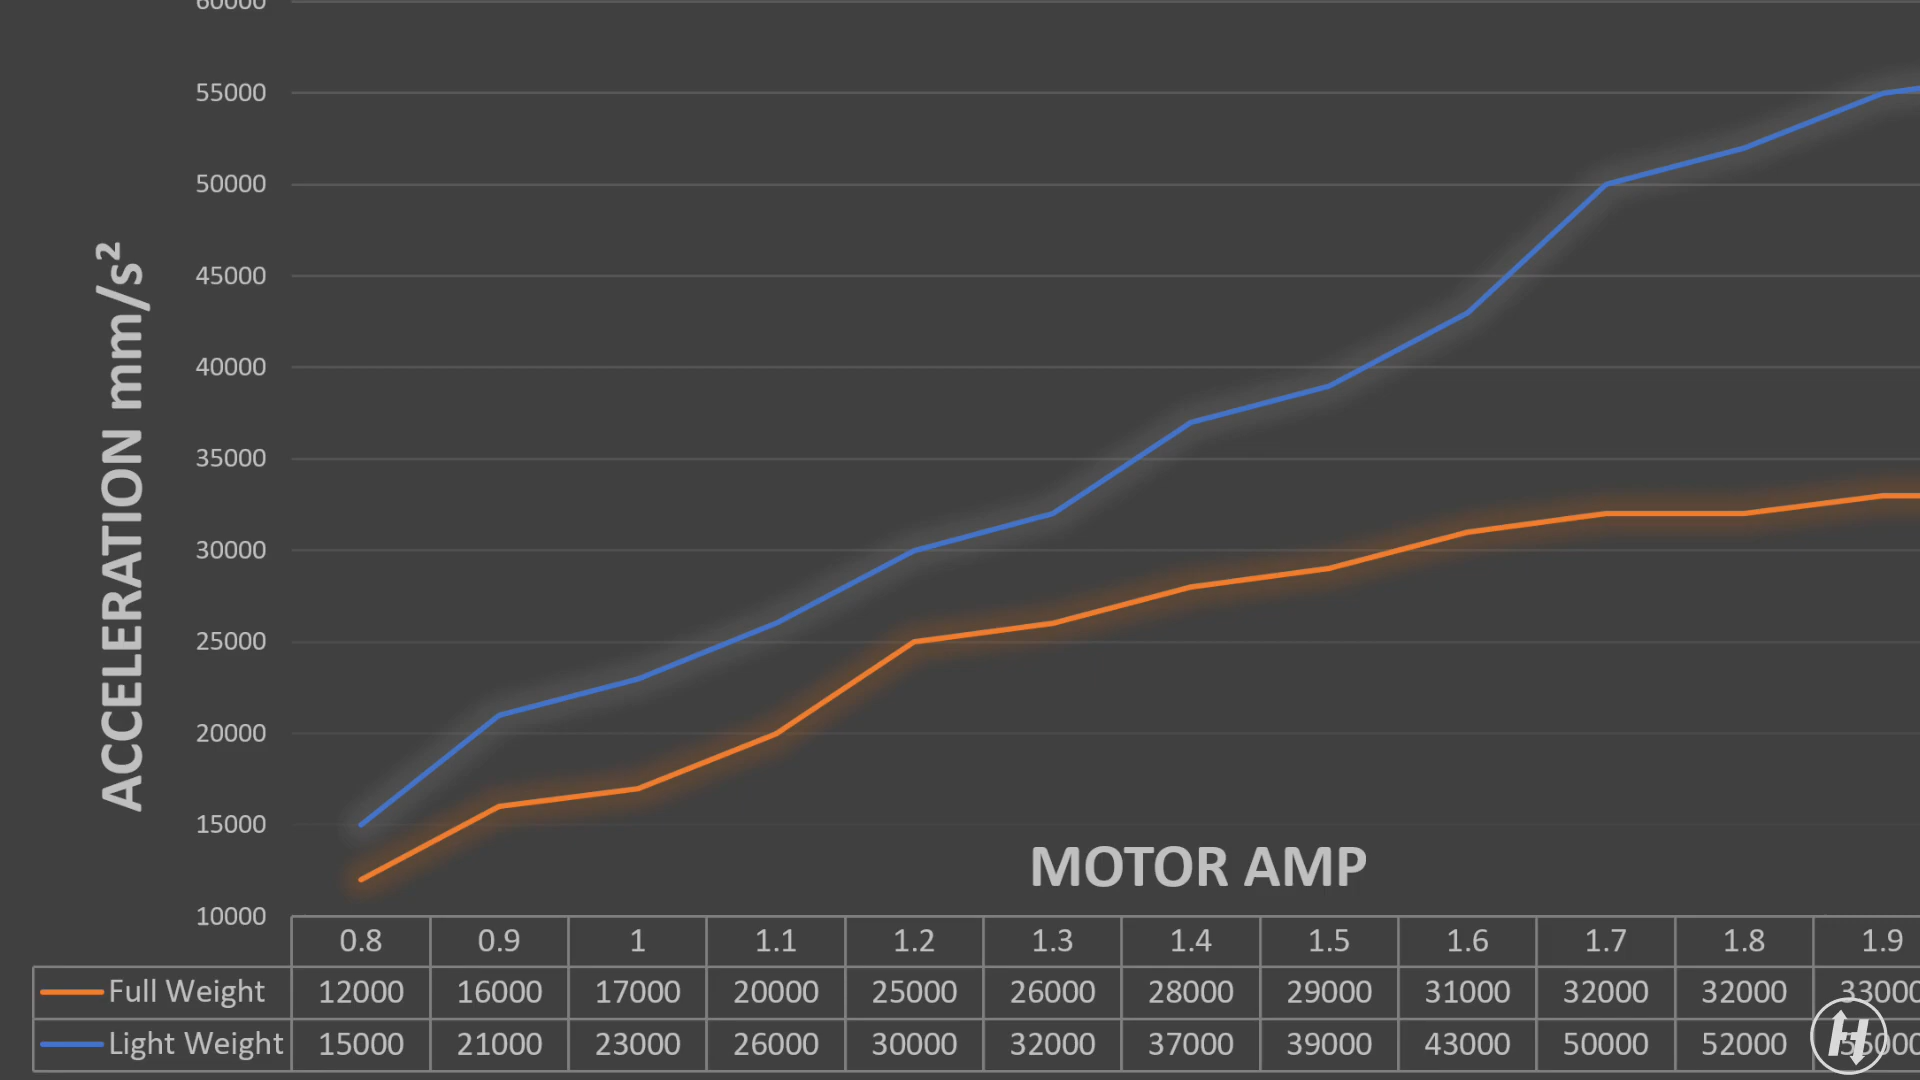 60000
55000
50000
45000
40000
35000
30000
25000
20000
15000
10000
ACCELERATION mm/s²
MOTOR AMP
0.8 0.9 1 1.1 1.2 1.3 1.4 1.5 1.6 1.7 1.8 1.9
Full Weight 12000 16000 17000 20000 25000 26000 28000 29000 31000 32000 32000 33000
Light Weight 15000 21000 23000 26000 30000 32000 37000 39000 43000 50000 52000